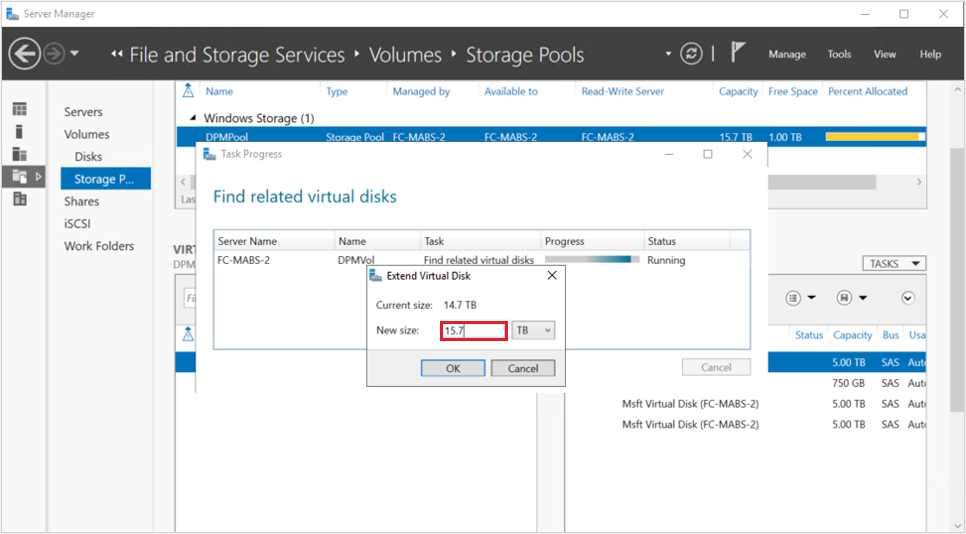 Server Manager
File and Storage Services Volumes Storage Pools
Manage Tools View Help
Servers
Volumes
Disks
Storage P...
Shares
iSCSI
Work Folders
Name Type Managed by Available to Read-Write Server Capacity Free Space Percent Allocated
Windows Storage (1)
DPMPool Storage Pool FC-MABS-2 FC-MABS-2 FC-MABS-2 15.7 TB 1.00 TB
Task Progress
Find related virtual disks
Server Name Name Task Progress Status
FC-MABS-2 DPMVol Find related virtual disks Running
Extend Virtual Disk
Current size: 14.7 TB
New size: 15.7 TB
OK Cancel
Cancel
TASKS
Status Capacity Bus Usa
5.00 TB SAS Aut
750 GB SAS Aut
Msft Virtual Disk (FC-MABS-2) 5.00 TB SAS Aut
Msft Virtual Disk (FC-MABS-2) 5.00 TB SAS Aut